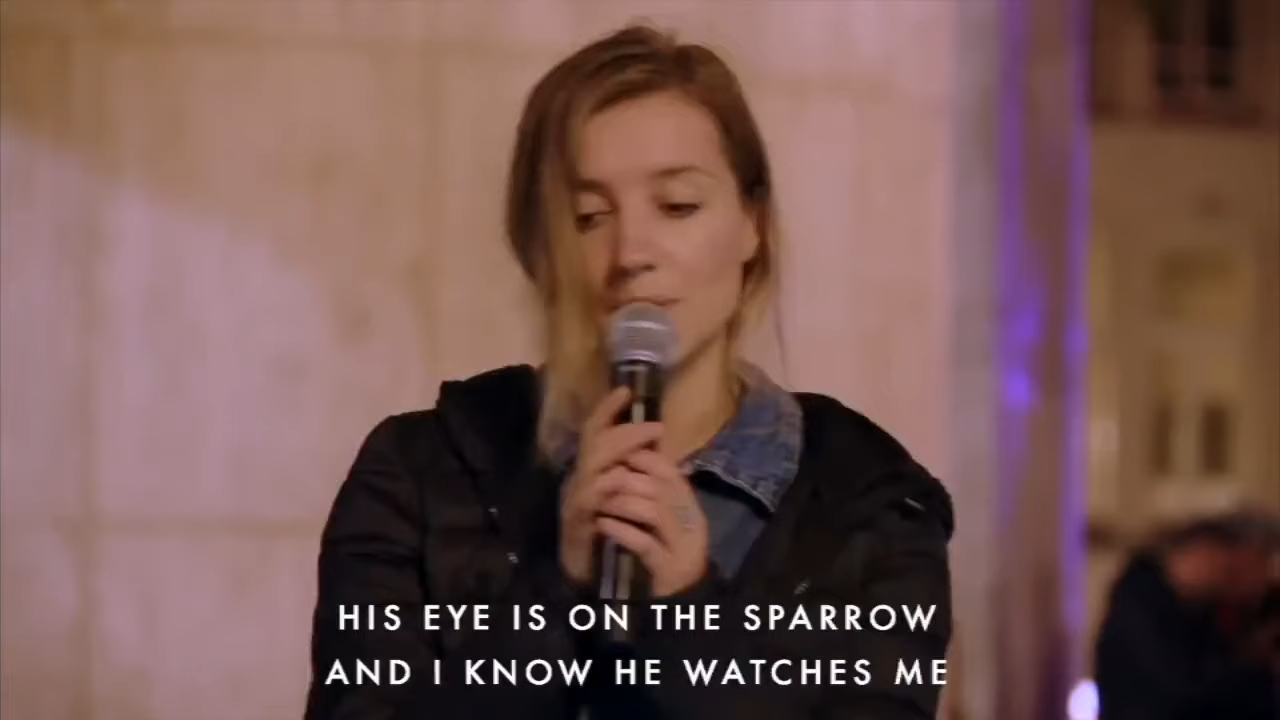 HIS EYE IS ON THE SPARROW
AND I KNOW HE WATCHES ME